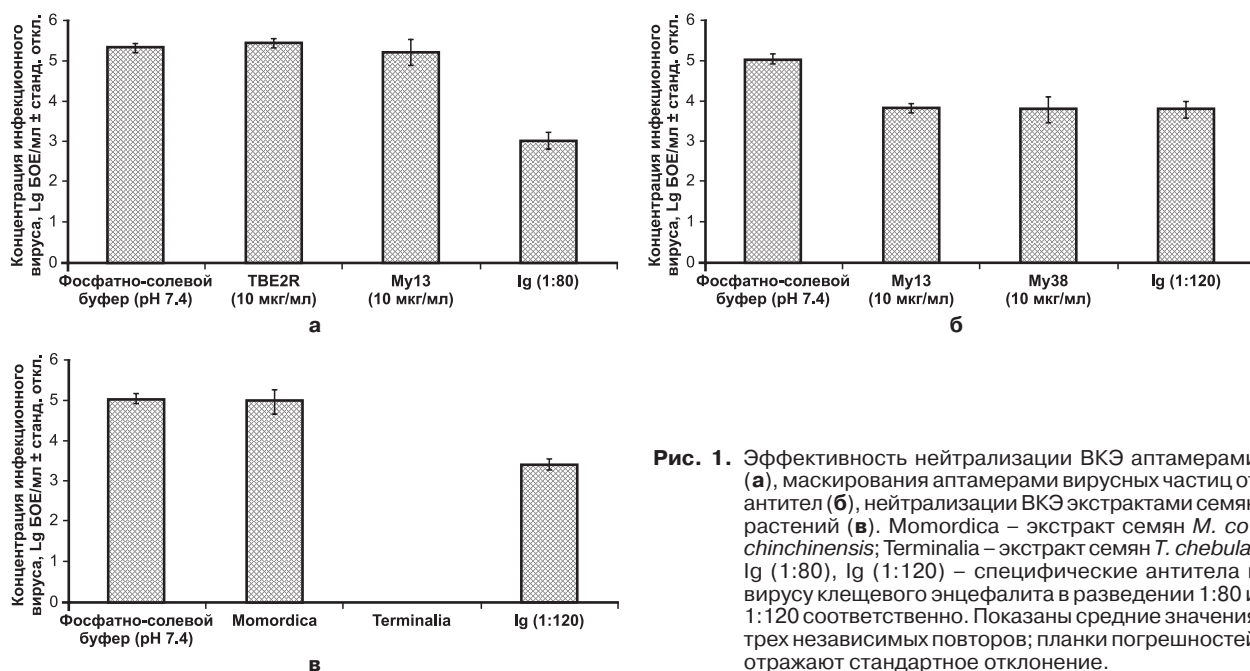 Концентрация инфекционного
вируса, Lg БОЕ/мл ± станд. откл.
6
5
4
3
2
1
0
Фосфатно-солевой
буфер (pH 7.4)
TBE2R
(10 мкг/мл)
My13
(10 мкг/мл)
Ig (1:80)
а
Концентрация инфекционного
вируса, Lg БОЕ/мл ± станд. откл.
6
5
4
3
2
1
0
Фосфатно-солевой
буфер (pH 7.4)
My13
(10 мкг/мл)
My38
(10 мкг/мл)
Ig (1:120)
б
Концентрация инфекционного
вируса, Lg БОЕ/мл ± станд. откл.
6
5
4
3
2
1
0
Фосфатно-солевой
буфер (pH 7.4)
Momordica
Terminalia
Ig (1:120)
в
Рис. 1. Эффективность нейтрализации ВКЭ аптамерами
(а), маскирования аптамерами вирусных частиц от
антител (б), нейтрализации ВКЭ экстрактами семян
растений (в). Momordica – экстракт семян M. co-
chinchinensis; Terminalia – экстракт семян T. chebula;
Ig (1:80), Ig (1:120) – специфические антитела к
вирусу клещевого энцефалита в разведении 1:80 и
1:120 соответственно. Показаны средние значения
трех независимых повторов; планки погрешностей
отражают стандартное отклонение.